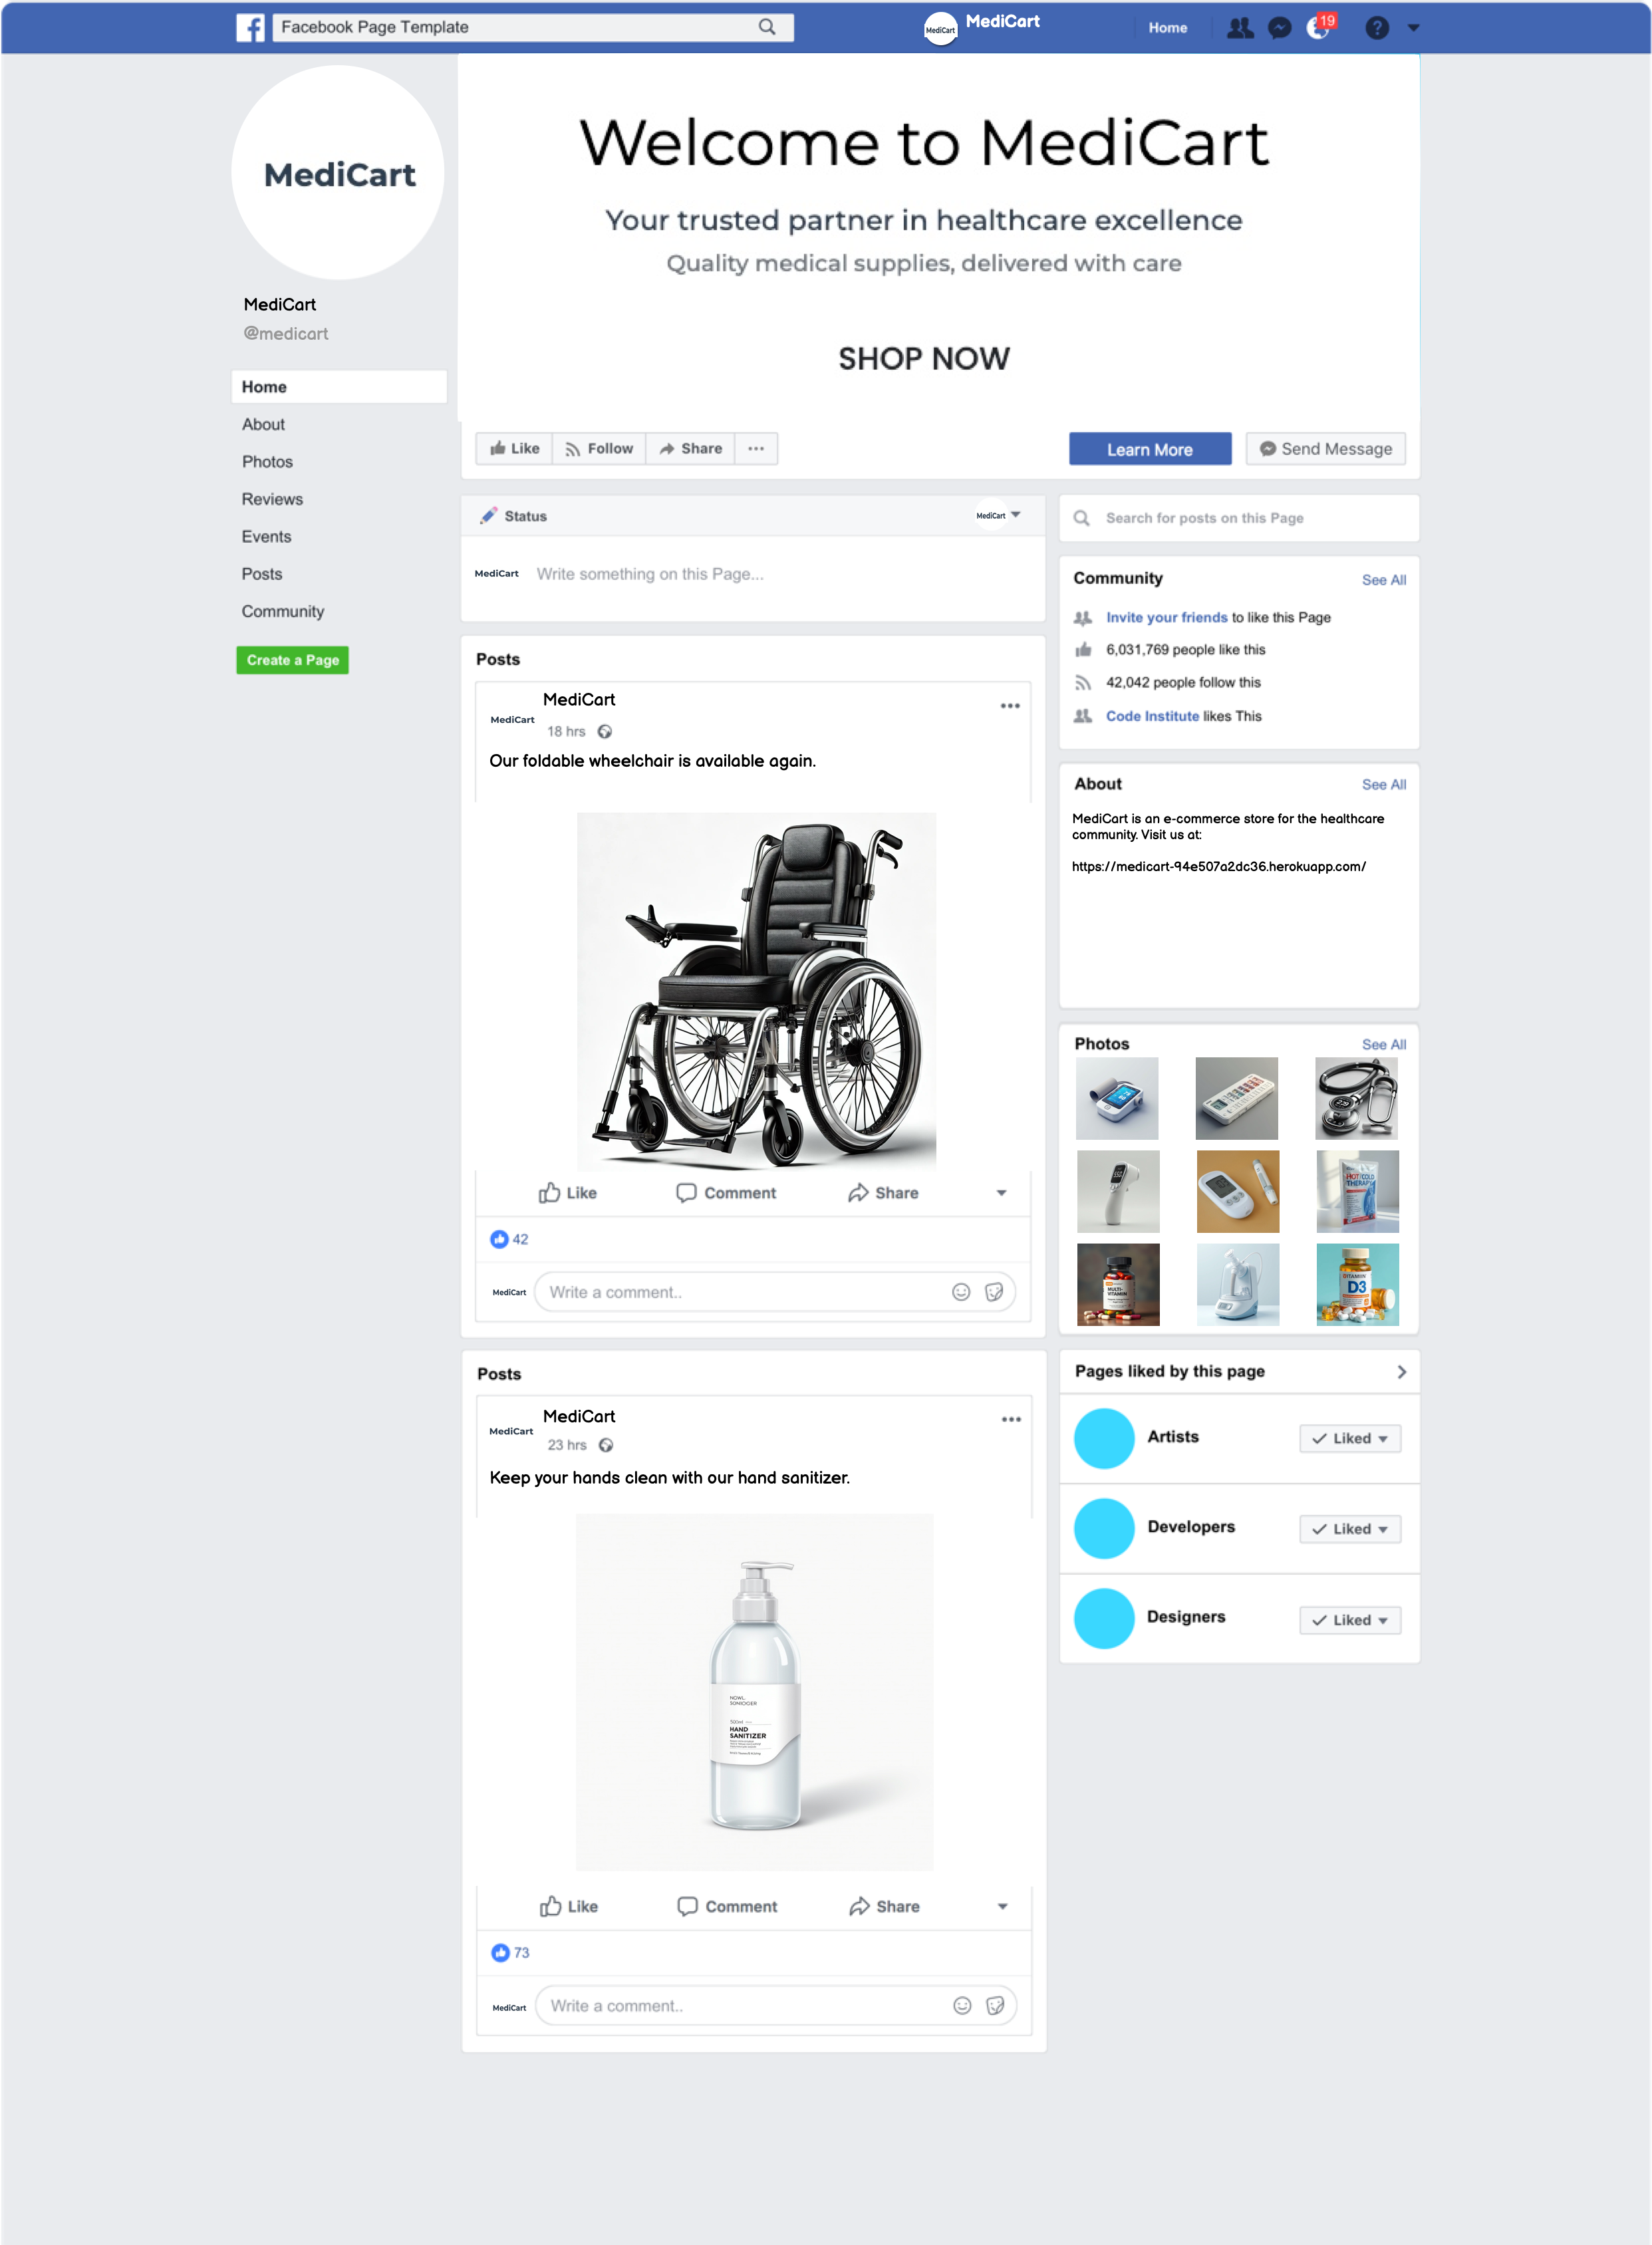 Facebook Page Template
MediCart
MediCart
Home
19
?
MediCart
Welcome to MediCart
Your trusted partner in healthcare excellence
Quality medical supplies, delivered with care
SHOP NOW
MediCart
@medicart
Home
About
Photos
Reviews
Events
Posts
Community
Create a Page
Like
Follow
Share
Learn More
Send Message
Status
MediCart
MediCart
Write something on this Page...
Posts
MediCart
MediCart
18 hrs
Our foldable wheelchair is available again.
Like
Comment
Share
42
MediCart
Write a comment..
Posts
MediCart
MediCart
23 hrs
Keep your hands clean with our hand sanitizer.
500ml
HAND
SANITIZER
Like
Comment
Share
73
MediCart
Write a comment..
Search for posts on this Page
Community
See All
Invite your friends to like this Page
6,031,769 people like this
42,042 people follow this
Code Institute likes This
About
See All
MediCart is an e-commerce store for the healthcare
community. Visit us at:
https://medicart-94e507a2dc36.herokuapp.com/
Photos
See All
HOT/COLD
THERAPY
MULTI-
VITAMIN
D3
Pages liked by this page
Artists
Liked
Developers
Liked
Designers
Liked